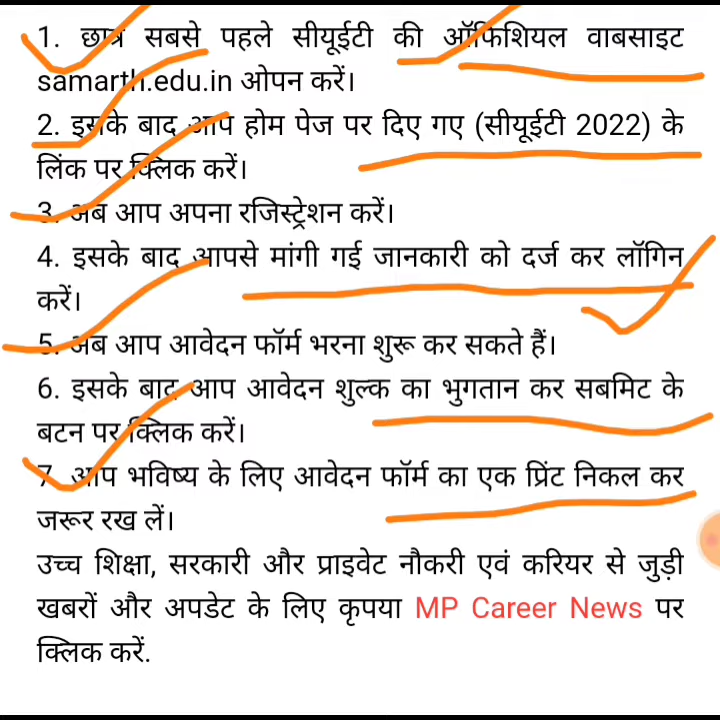 1. छात्र सबसे पहले सीयूईटी की ऑफिशियल वाबसाइट
samarth.edu.in ओपन करें।
2. इसके बाद आप होम पेज पर दिए गए (सीयूईटी 2022) के
लिंक पर क्लिक करें।
3. अब आप अपना रजिस्ट्रेशन करें।
4. इसके बाद आपसे मांगी गई जानकारी को दर्ज कर लॉगिन
करें।
5. अब आप आवेदन फॉर्म भरना शुरू कर सकते हैं।
6. इसके बाद आप आवेदन शुल्क का भुगतान कर सबमिट के
बटन पर क्लिक करें।
7. आप भविष्य के लिए आवेदन फॉर्म का एक प्रिंट निकल कर
जरूर रख लें।
उच्च शिक्षा, सरकारी और प्राइवेट नौकरी एवं करियर से जुड़ी
खबरों और अपडेट के लिए कृपया MP Career News पर
क्लिक करें.